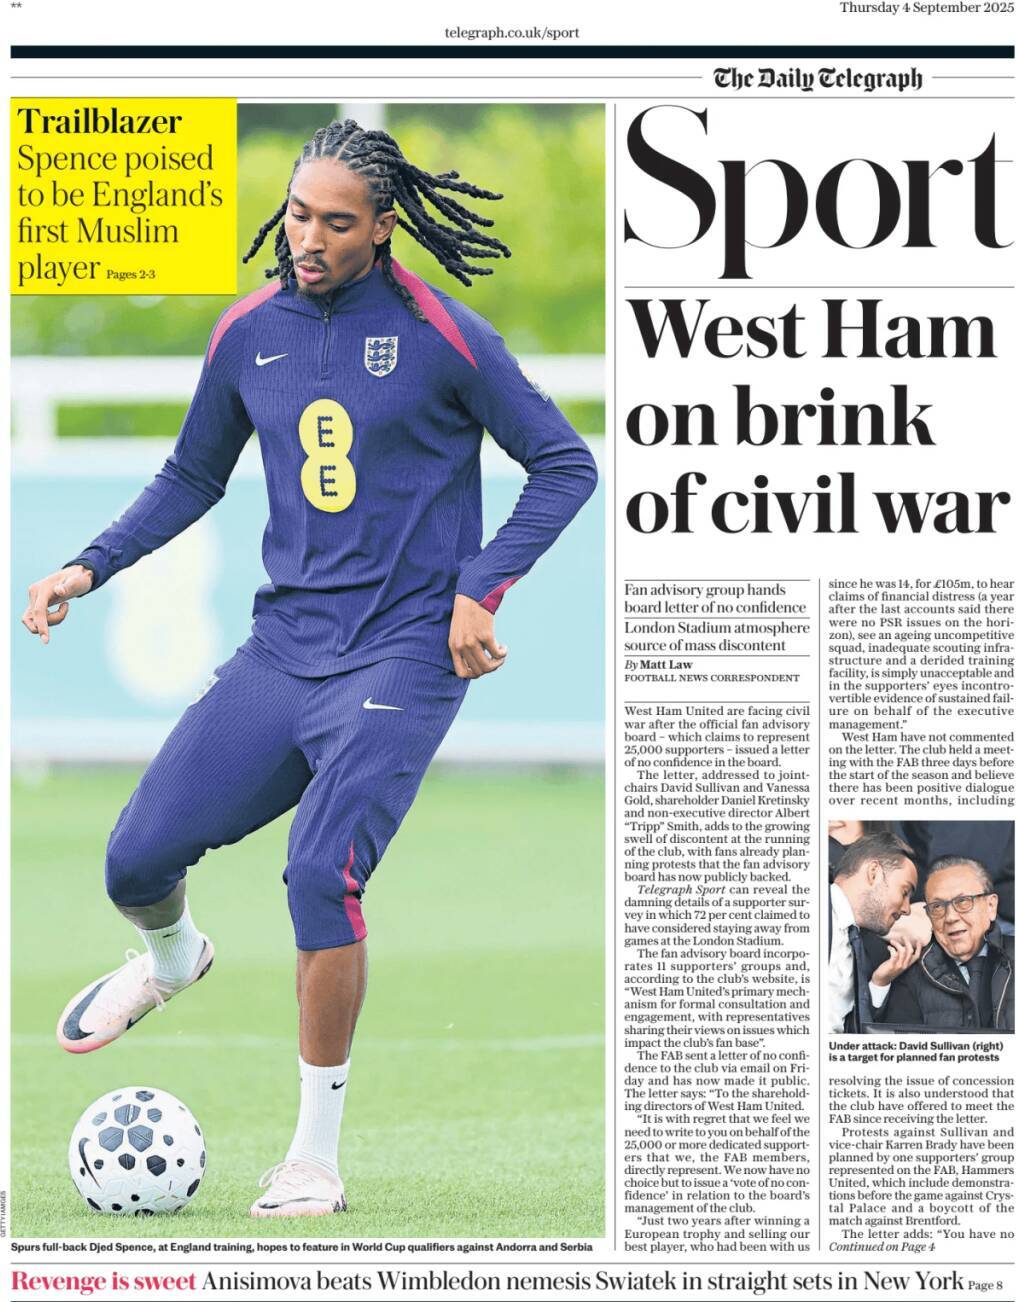 **
Thursday 4 September 2025
telegraph.co.uk/sport
The Daily Telegraph
Trailblazer
Spence poised
to be England's
first Muslim
player Pages 2-3
Sport
West Ham
on brink
of civil war
Fan advisory group hands
board letter of no confidence
London Stadium atmosphere
source of mass discontent
By Matt Law
FOOTBALL NEWS CORRESPONDENT
West Ham United are facing civil
war after the official fan advisory
board – which claims to represent
25,000 supporters – issued a letter
of no confidence in the board.
The letter, addressed to joint-
chairs David Sullivan and Vanessa
Gold, shareholder Daniel Kretinsky
and non-executive director Albert
"Tripp" Smith, adds to the growing
swell of discontent at the running
of the club, with fans already plan-
ning protests that the fan advisory
board has now publicly backed.
Telegraph Sport can reveal the
damning details of a supporter sur-
vey in which 72 per cent claimed to
have considered staying away from
games at the London Stadium.
The fan advisory board incorpo-
rates 11 supporters' groups and,
according to the club's website, is
"West Ham United's primary mech-
anism for formal consultation and
engagement, with representatives
sharing their views on issues which
impact the club's fan base".
The FAB sent a letter of no confi-
dence to the club via email on Fri-
day and has now made it public.
The letter says: "To the sharehold-
ing directors of West Ham United.
"It is with regret that we feel we
need to write to you on behalf of the
25,000 or more dedicated support-
ers that we, the FAB members,
directly represent. We now have no
choice but to issue a 'vote of no con-
fidence' in relation to the board's
management of the club.
"Just two years after winning a
European trophy and selling our
best player, who had been with us
since he was 14, for £105m, to hear
claims of financial distress (a year
after the last accounts said there
were no PSR issues on the hori-
zon), see an ageing uncompetitive
squad, inadequate scouting infra-
structure and a derided training
facility, is simply unacceptable and
in the supporters' eyes incontro-
vertible evidence of sustained fail-
ure on behalf of the executive
management."
West Ham have not commented
on the letter. The club held a meet-
ing with the FAB three days before
the start of the season and believe
there has been positive dialogue
over recent months, including
Under attack: David Sullivan (right)
is a target for planned fan protests
resolving the issue of concession
tickets. It is also understood that
the club have offered to meet the
FAB since receiving the letter.
Protests against Sullivan and
vice-chair Karren Brady have been
planned by one supporters' group
represented on the FAB, Hammers
United, which include demonstra-
tions before the game against Crys-
tal Palace and a boycott of the
match against Brentford.
The letter adds: "You have no
Continued on Page 4
EE
GETTY IMAGES
Spurs full-back Djed Spence, at England training, hopes to feature in World Cup qualifiers against Andorra and Serbia
Revenge is sweet Anisimova beats Wimbledon nemesis Swiatek in straight sets in New York Page 8